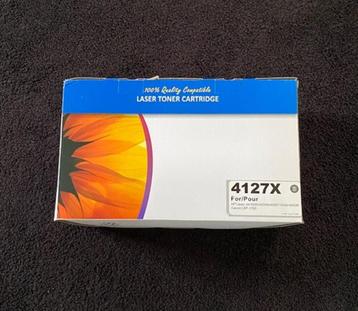 100% Quality Compatible
LASER TONER CARTRIDGE
4127X
For/Pour